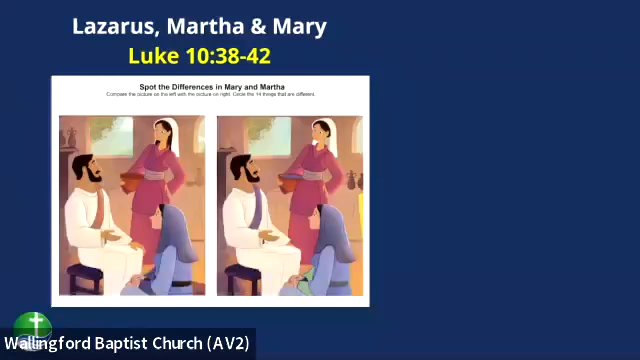 Lazarus, Martha & Mary
Luke 10:38-42
Spot the Differences in Mary and Martha
Compare the picture on the left with the picture on right. Circle the 14 things that are different.
Wallingford Baptist Church (AV2)